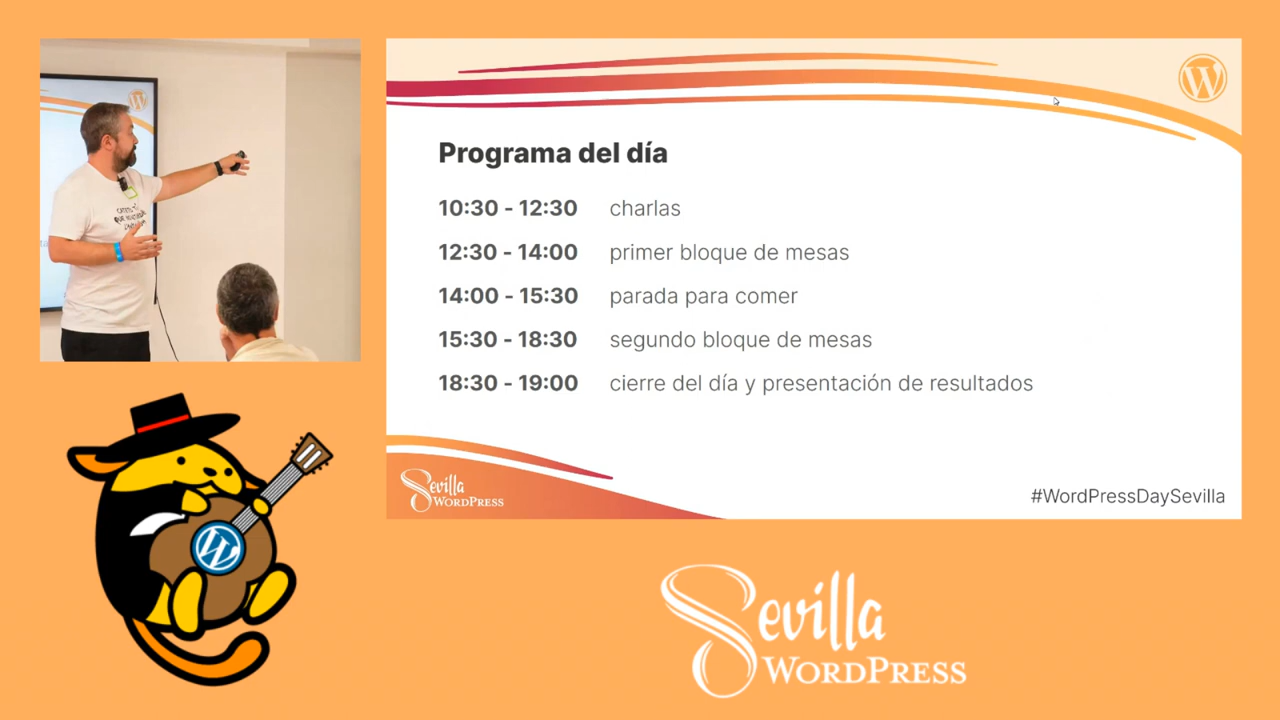 Programa del día
10:30 - 12:30 charlas
12:30 - 14:00 primer bloque de mesas
14:00 - 15:30 parada para comer
15:30 - 18:30 segundo bloque de mesas
18:30 - 19:00 cierre del día y presentación de resultados
Sevilla
WORDPRESS
#WordPressDaySevilla
Sevilla
WORDPRESS